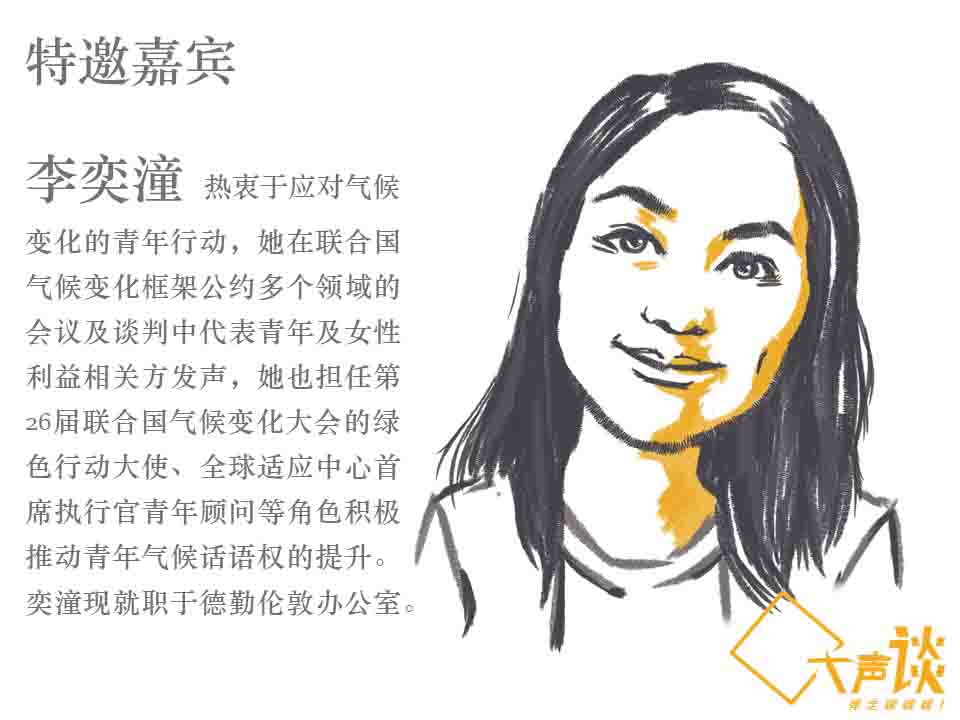 特邀嘉宾
李奕潼 热衷于应对气候
变化的青年行动，她在联合国
气候变化框架公约多个领域的
会议及谈判中代表青年及女性
利益相关方发声，她也担任第
26届联合国气候变化大会的绿
色行动大使、全球适应中心首
席执行官青年顾问等角色积极
推动青年气候话语权的提升。
奕潼现就职于德勤伦敦办公室。
大声谈